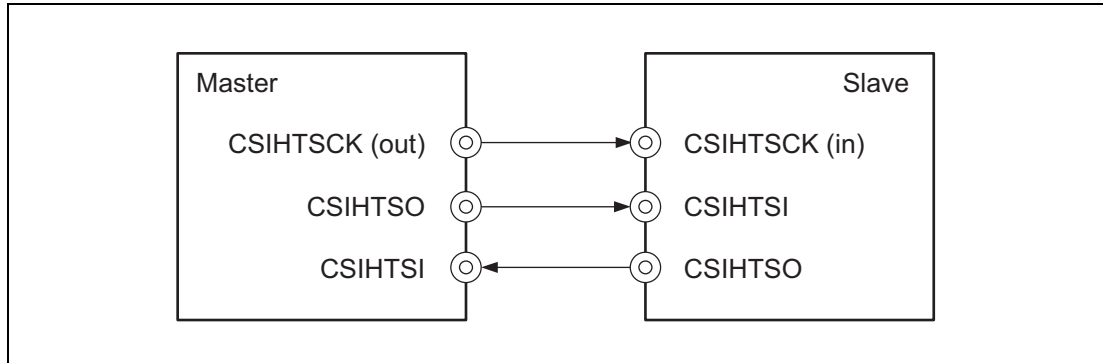 Master
Slave
CSIHTSCK (out)
CSIHTSCK (in)
CSIHTSO
CSIHTSI
CSIHTSI
CSIHTSO